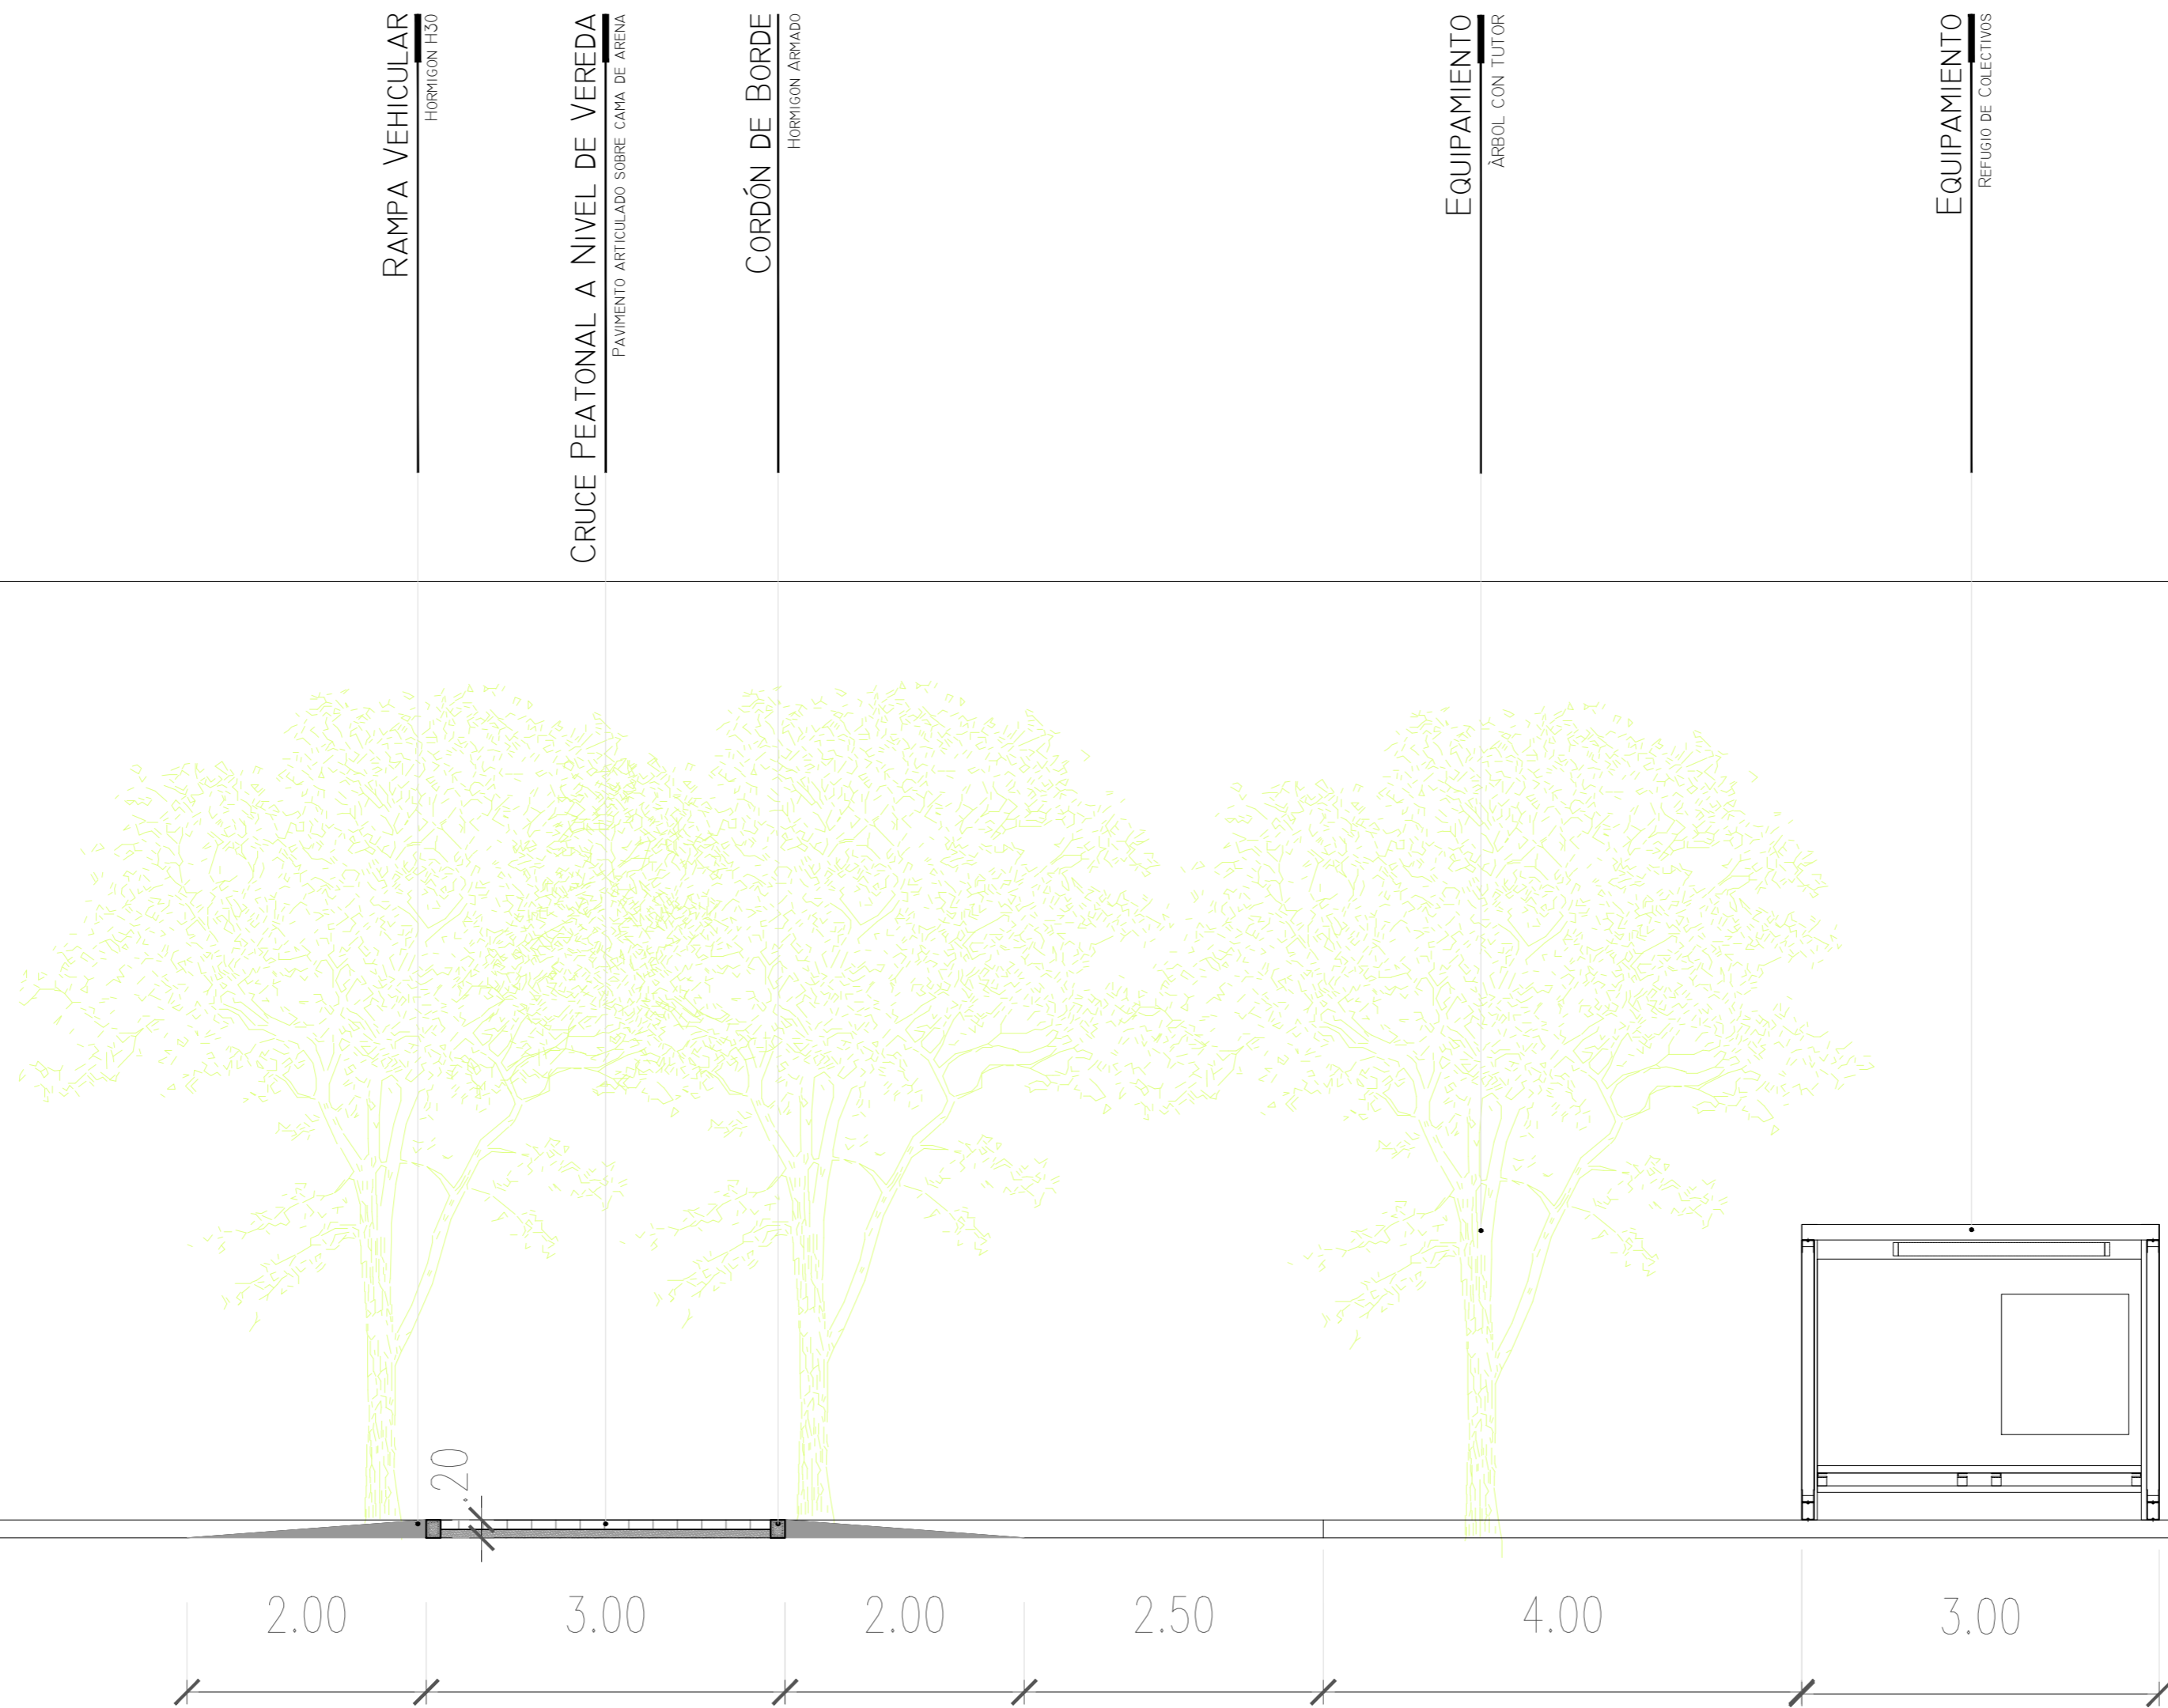 RAMPA VEHICULAR
HORMIGON H30
CRUCE PEATONAL A NIVEL DE VEREDA
PAVIMENTO ARTICULADO SOBRE CAMA DE ARENA
CORDÓN DE BORDE
HORMIGON ARMADO
EQUIPAMIENTO
ÀRBOL CON TUTOR
EQUIPAMIENTO
REFUGIO DE COLECTIVOS
.20
2.00
3.00
2.00
2.50
4.00
3.00